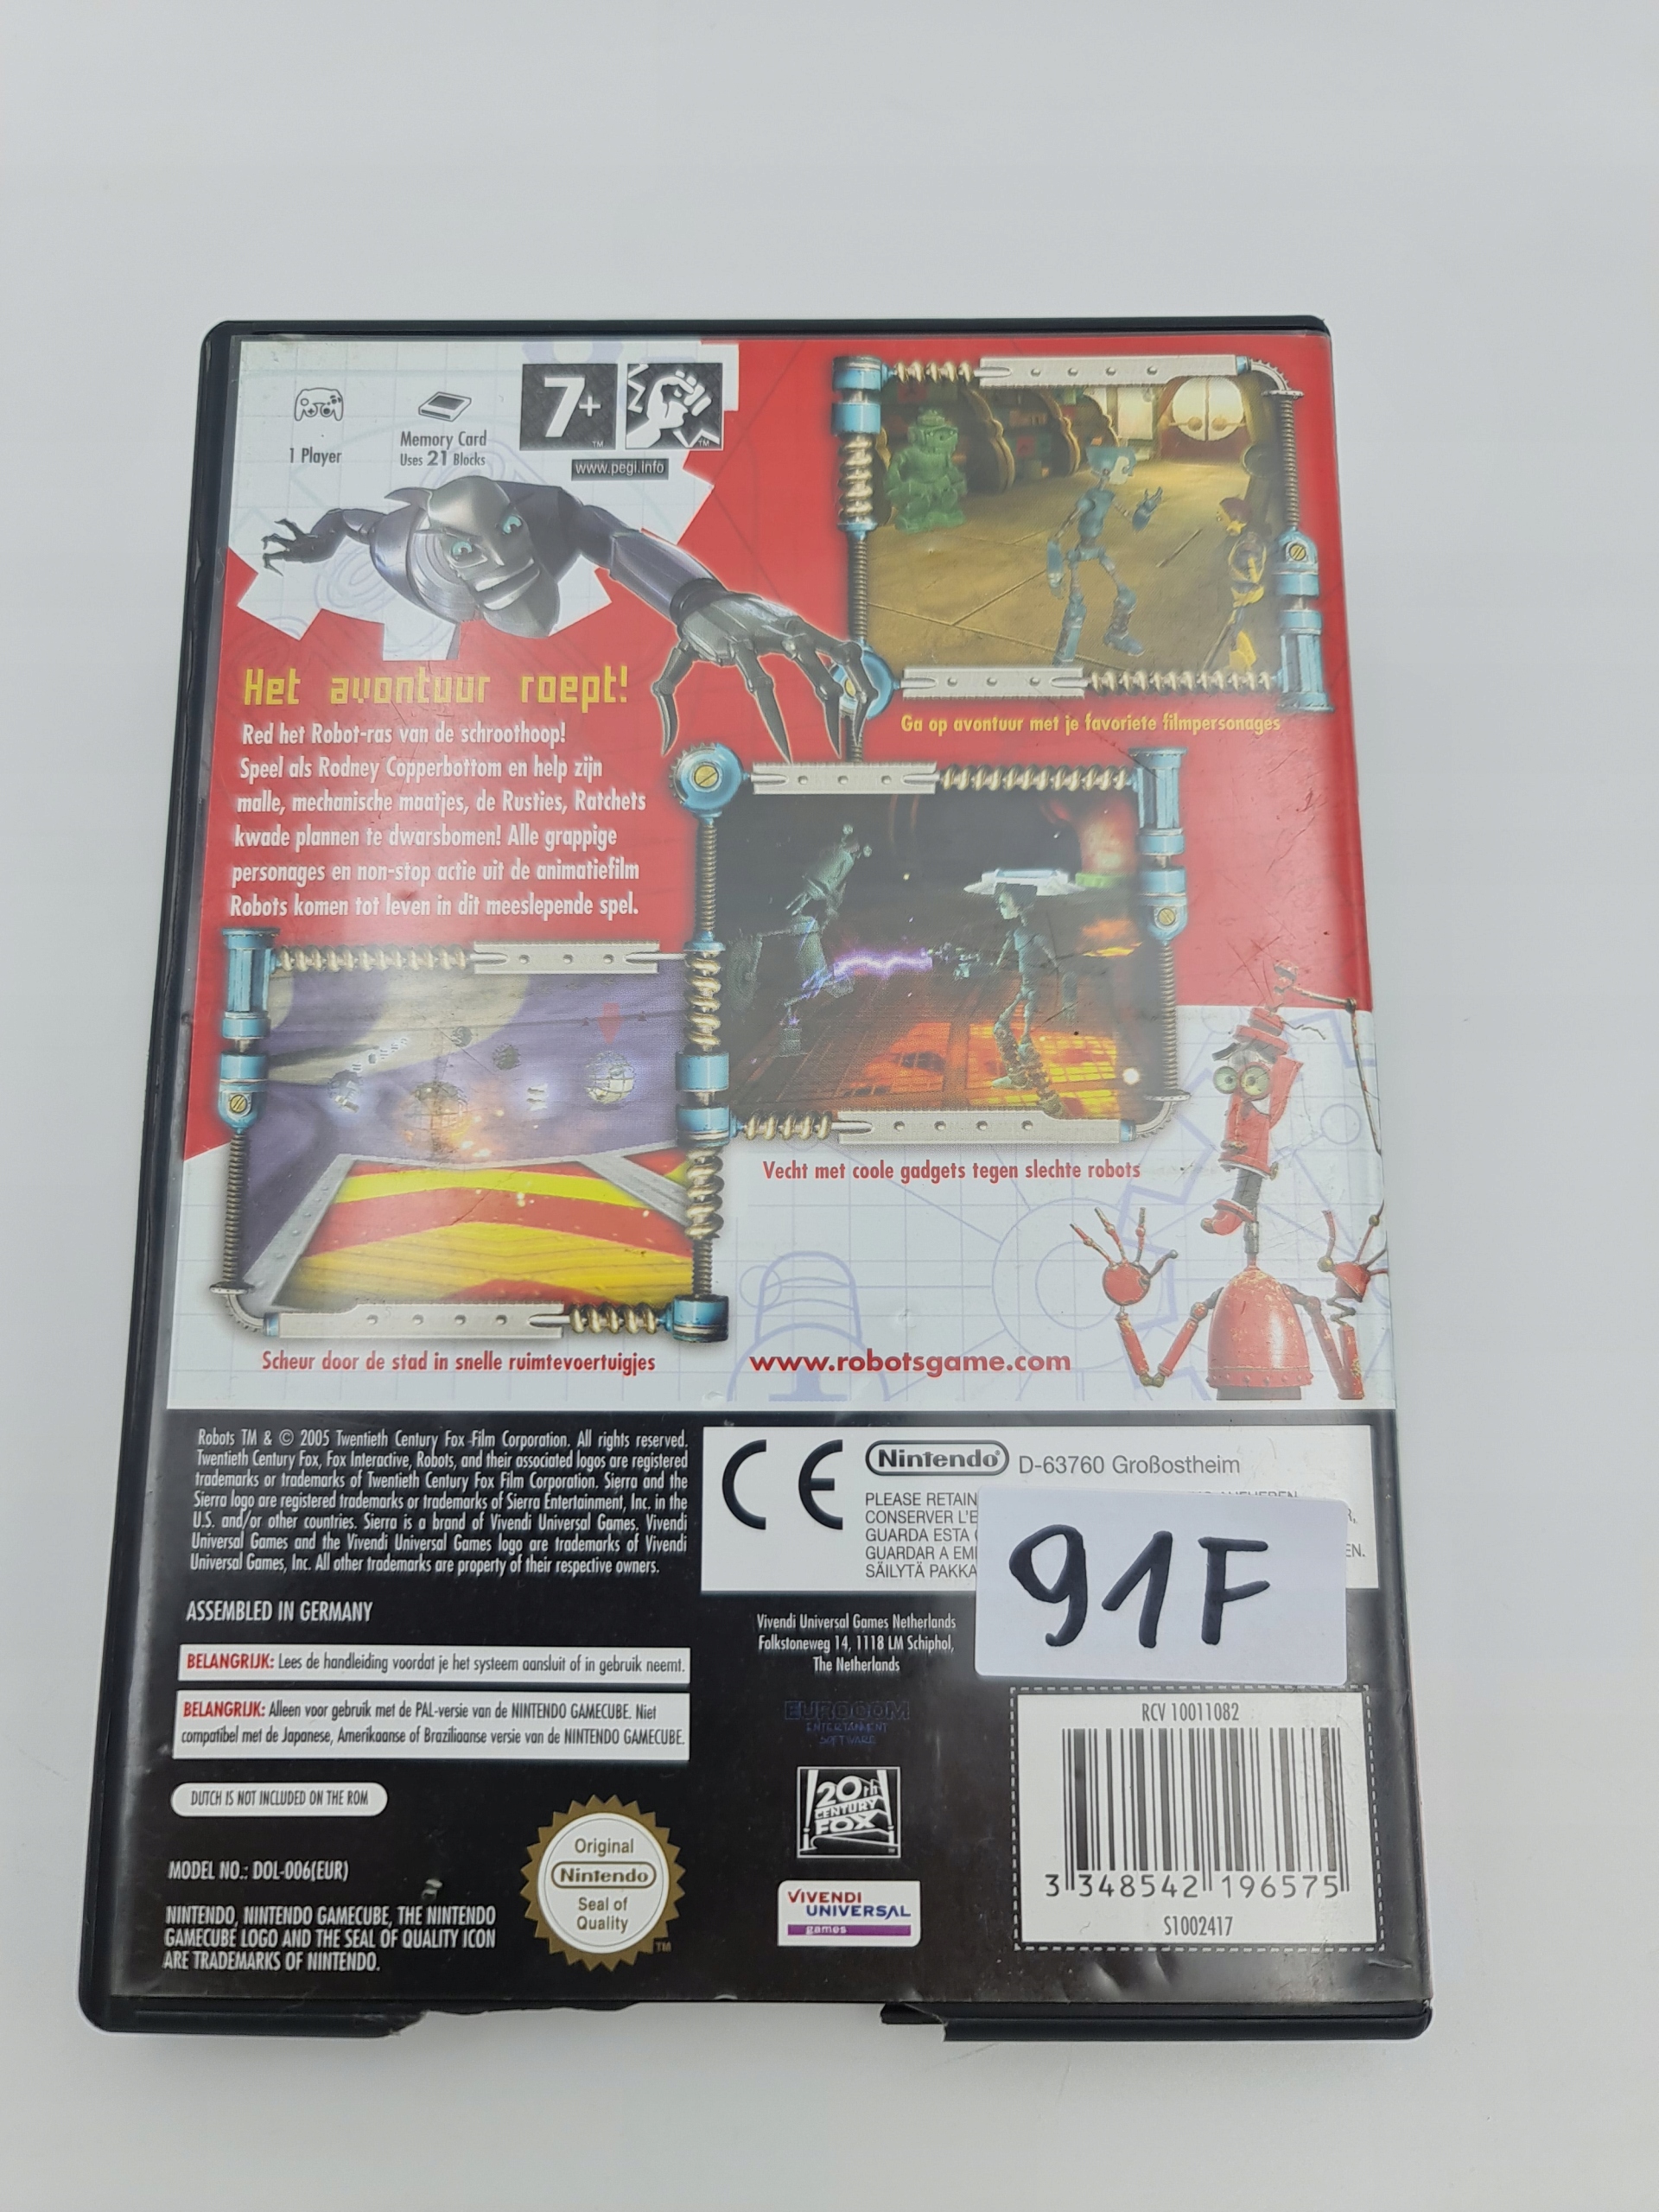 1 Player
Memory Card
Uses 21 Blocks
7+
TM
TM
www.pegi.info
Het avontuur roept!
Red het Robot-ras van de schroothoop!
Speel als Rodney Copperbottom en help zijn
malle, mechanische maatjes, de Rusties, Ratchets
kwade plannen te dwarsbomen! Alle grappige
personages en non-stop actie uit de animatiefilm
Robots komen tot leven in dit meeslepende spel.
Ga op avontuur met je favoriete filmpersonages
Vecht met coole gadgets tegen slechte robots
Scheur door de stad in snelle ruimtevoertuigjes
www.robotsgame.com
Robots TM & © 2005 Twentieth Century Fox Film Corporation. All rights reserved.
Twentieth Century Fox, Fox Interactive, Robots, and their associated logos are registered
trademarks or trademarks of Twentieth Century Fox Film Corporation. Sierra and the
Sierra logo are registered trademarks or trademarks of Sierra Entertainment, Inc. in the
U.S. and/or other countries. Sierra is a brand of Vivendi Universal Games. Vivendi
Universal Games and the Vivendi Universal Games logo are trademarks of Vivendi
Universal Games, Inc. All other trademarks are property of their respective owners.
ASSEMBLED IN GERMANY
BELANGRIJK: Lees de handleiding voordat je het systeem aansluit of in gebruik neemt.
BELANGRIJK: Alleen voor gebruik met de PAL-versie van de NINTENDO GAMECUBE. Niet
compatibel met de Japanese, Amerikaanse of Braziliaanse versie van de NINTENDO GAMECUBE.
DUTCH IS NOT INCLUDED ON THE ROM
MODEL NO.: DOL-006(EUR)
NINTENDO, NINTENDO GAMECUBE, THE NINTENDO
GAMECUBE LOGO AND THE SEAL OF QUALITY ICON
ARE TRADEMARKS OF NINTENDO.
Original
Nintendo
Seal of
Quality
TM
CE
Nintendo® D-63760 Großostheim
PLEASE RETAIN
CONSERVER L'E
GUARDA ESTA
GUARDAR A EM
SÄILYTÄ PAKKA
EN.
91F
Vivendi Universal Games Netherlands
Folkstoneweg 14, 1118 LM Schiphol,
The Netherlands
EUROCOM
ENTERTAINMENT
SOFTWARE
20th
CENTURY
FOX
VIVENDI
UNIVERSAL
games
RCV 10011082
3 348542 196575
S1002417